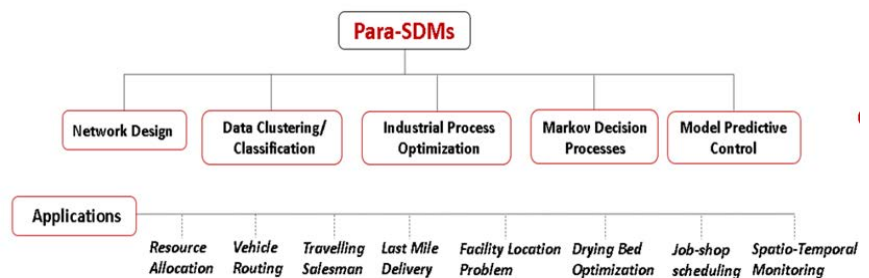 Para-SDMs
Network Design
Data Clustering/
Classification
Industrial Process
Optimization
Markov Decision
Processes
Model Predictive
Control
Applications
Resource
Allocation
Vehicle
Routing
Travelling
Salesman
Last Mile
Delivery
Facility Location
Problem
Drying Bed
Optimization
Job-shop
scheduling
Spatio-Temporal
Monitoring